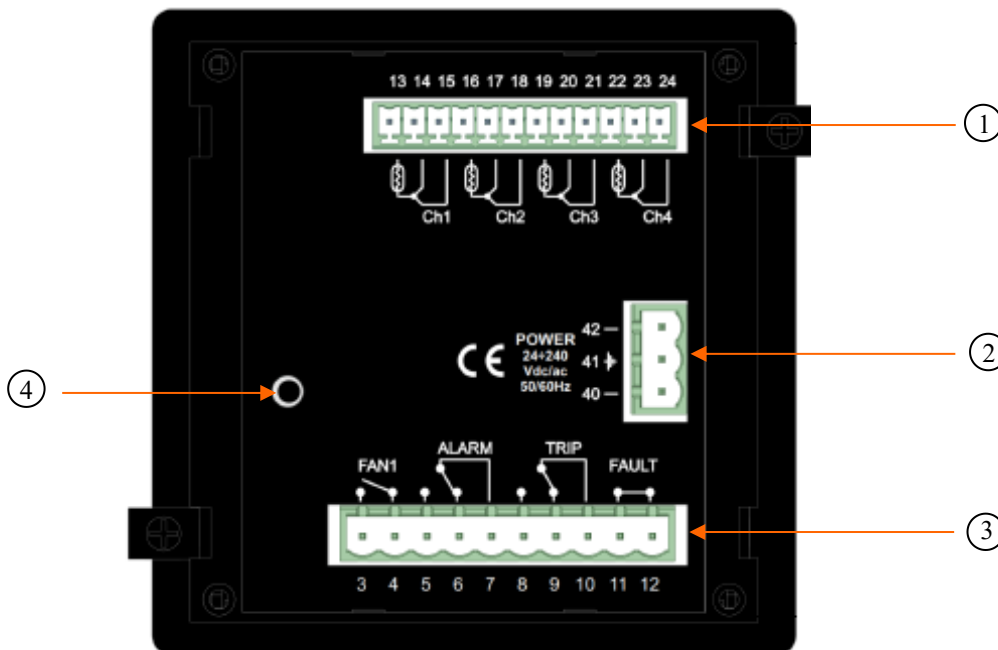 13 14 15 16 17 18 19 20 21 22 23 24
1
Ch1 Ch2 Ch3 Ch4
42
POWER
24÷240
41
Vdc/ac
50/60Hz
40
CE
2
4
ALARM TRIP
FAN1 FAULT
3
3 4 5 6 7 8 9 10 11 12